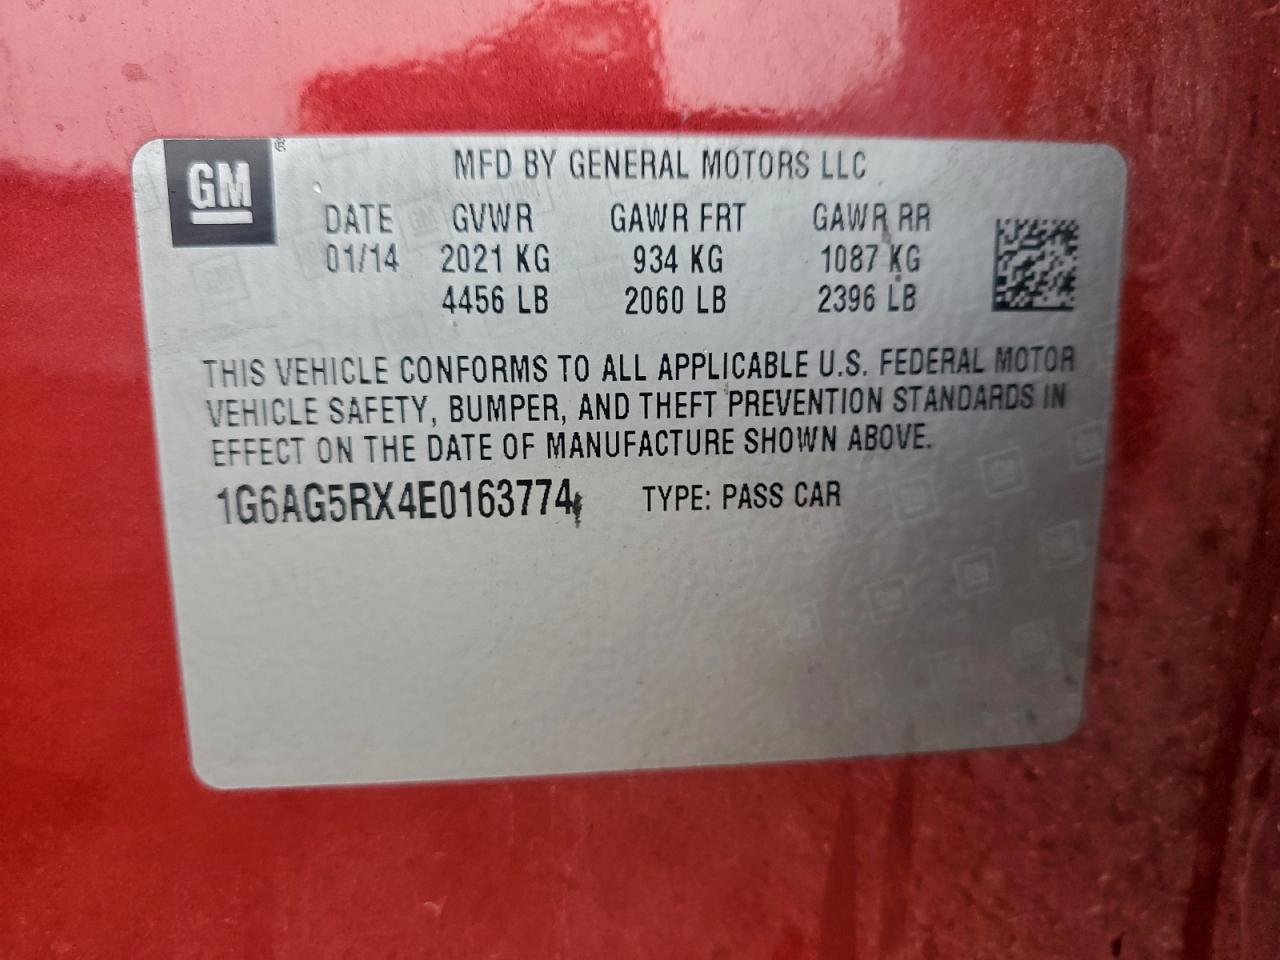 GM ®
MFD BY GENERAL MOTORS LLC
DATE GVWR GAWR FRT GAWR RR
01/14 2021 KG 934 KG 1087 KG
4456 LB 2060 LB 2396 LB
THIS VEHICLE CONFORMS TO ALL APPLICABLE U.S. FEDERAL MOTOR
VEHICLE SAFETY, BUMPER, AND THEFT PREVENTION STANDARDS IN
EFFECT ON THE DATE OF MANUFACTURE SHOWN ABOVE.
1G6AG5RX4E0163774 TYPE: PASS CAR